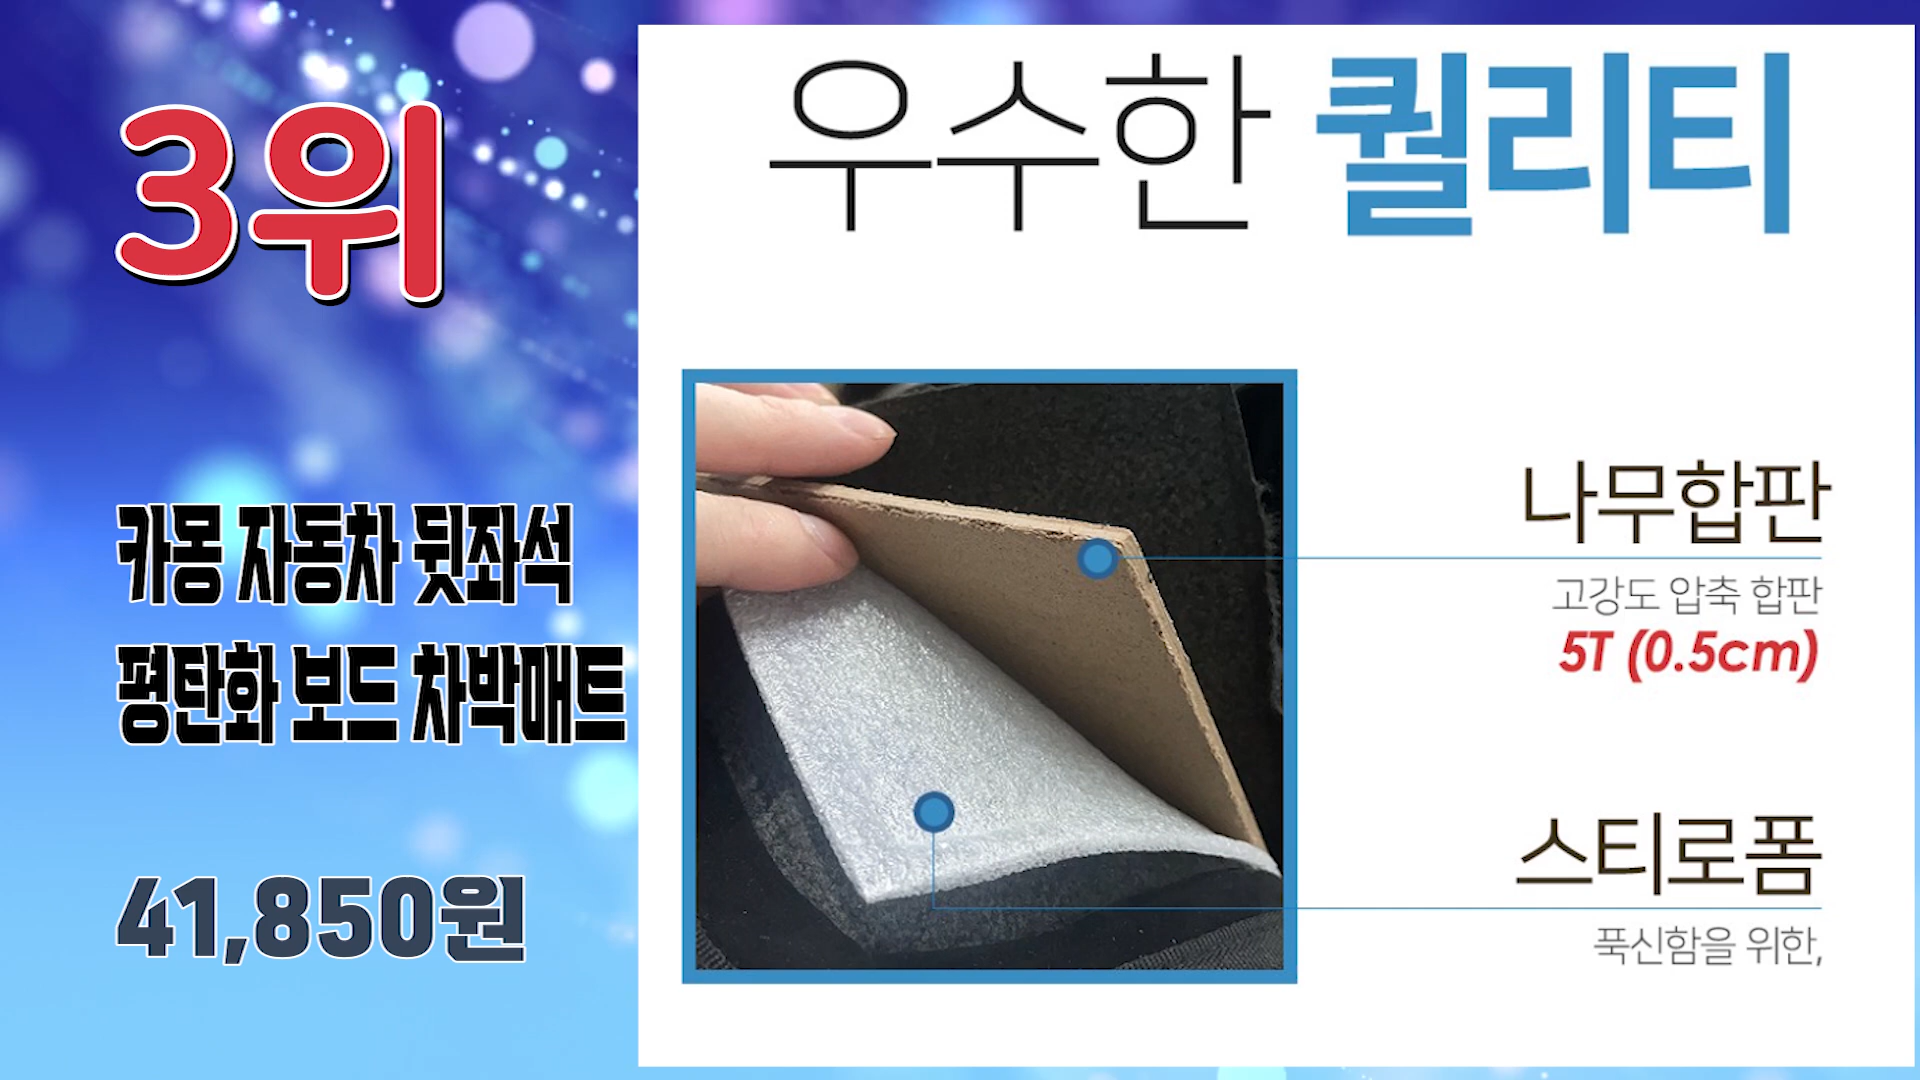 3위
카몽 자동차 뒷좌석
평탄화 보드 차박매트
41,850원
우수한 퀄리티
나무합판
고강도 압축 합판
5T (0.5cm)
스티로폼
푹신함을 위한,